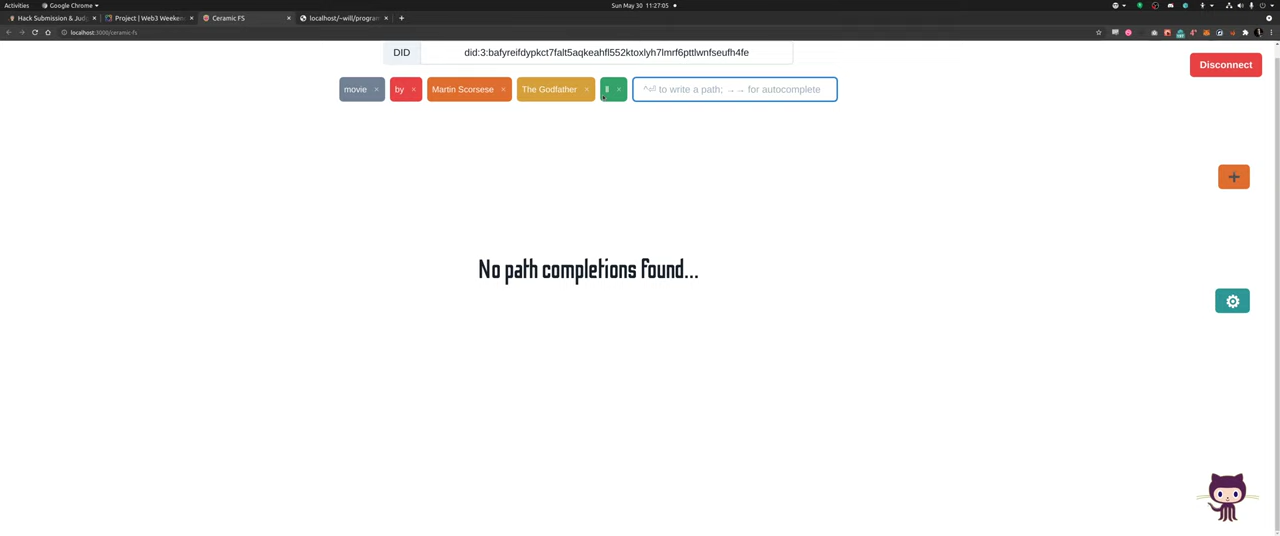 Activities Google Chrome Sun May 30 11:27:05
Hack Submission & Jud Project | Web3 Weeken Ceramic FS localhost/~will/program
localhost:3000/ceramic-fs
DID did:3:bafyreifdypkct7falt5aqkeahfl552ktoxlyh7lmrf6pttlwnfseufh4fe
Disconnect
movie × by × Martin Scorsese × The Godfather × II × ^⏎ to write a path; →→ for autocomplete
+
No path completions found...